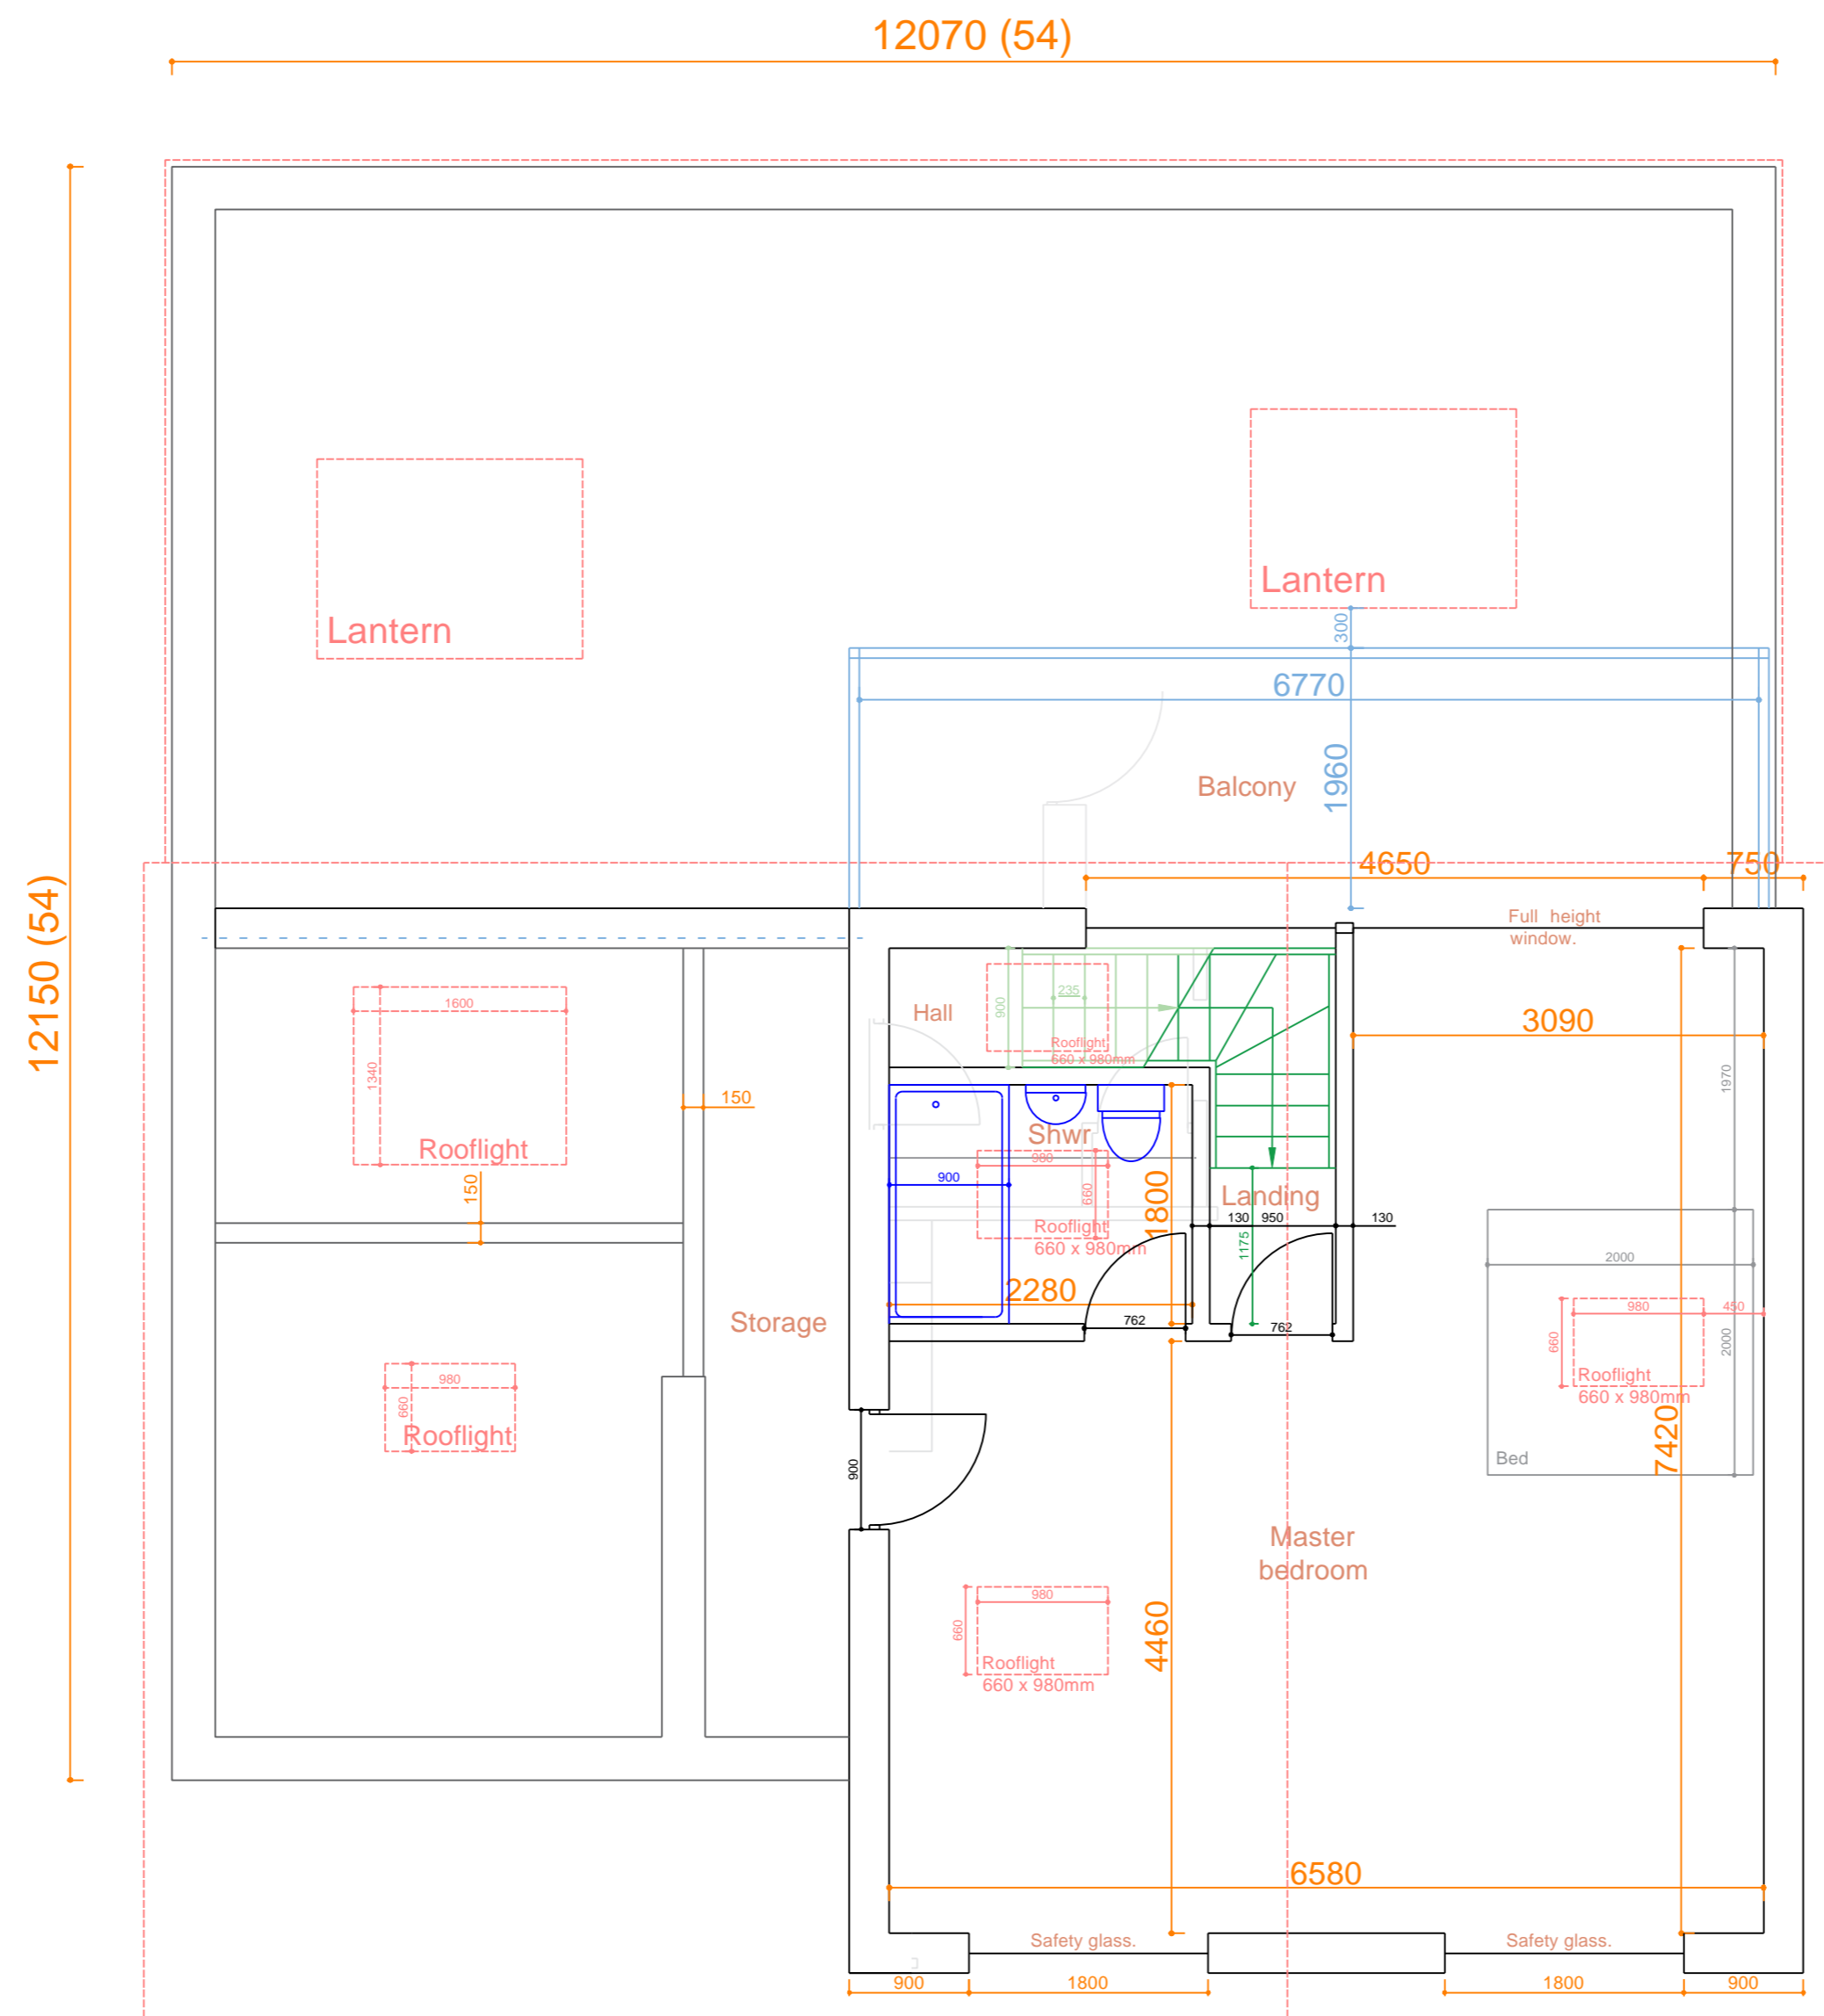 12070 (54)
12150 (54)
Lantern
Lantern
300
6770
1960
Balcony
4650
750
Full height
window.
Hall
900
235
Rooflight
660 x 980mm
3090
1970
1600
1340
Rooflight
150
150
Shwr
980
660
900
Rooflight
660 x 980mm
1800
2280
Landing
130
950
130
1175
762
762
2000
2000
980
450
660
Rooflight
660 x 980mm
Bed
7420
Storage
980
660
Rooflight
900
Master
bedroom
980
660
Rooflight
660 x 980mm
4460
6580
Safety glass.
Safety glass.
900
1800
1800
900